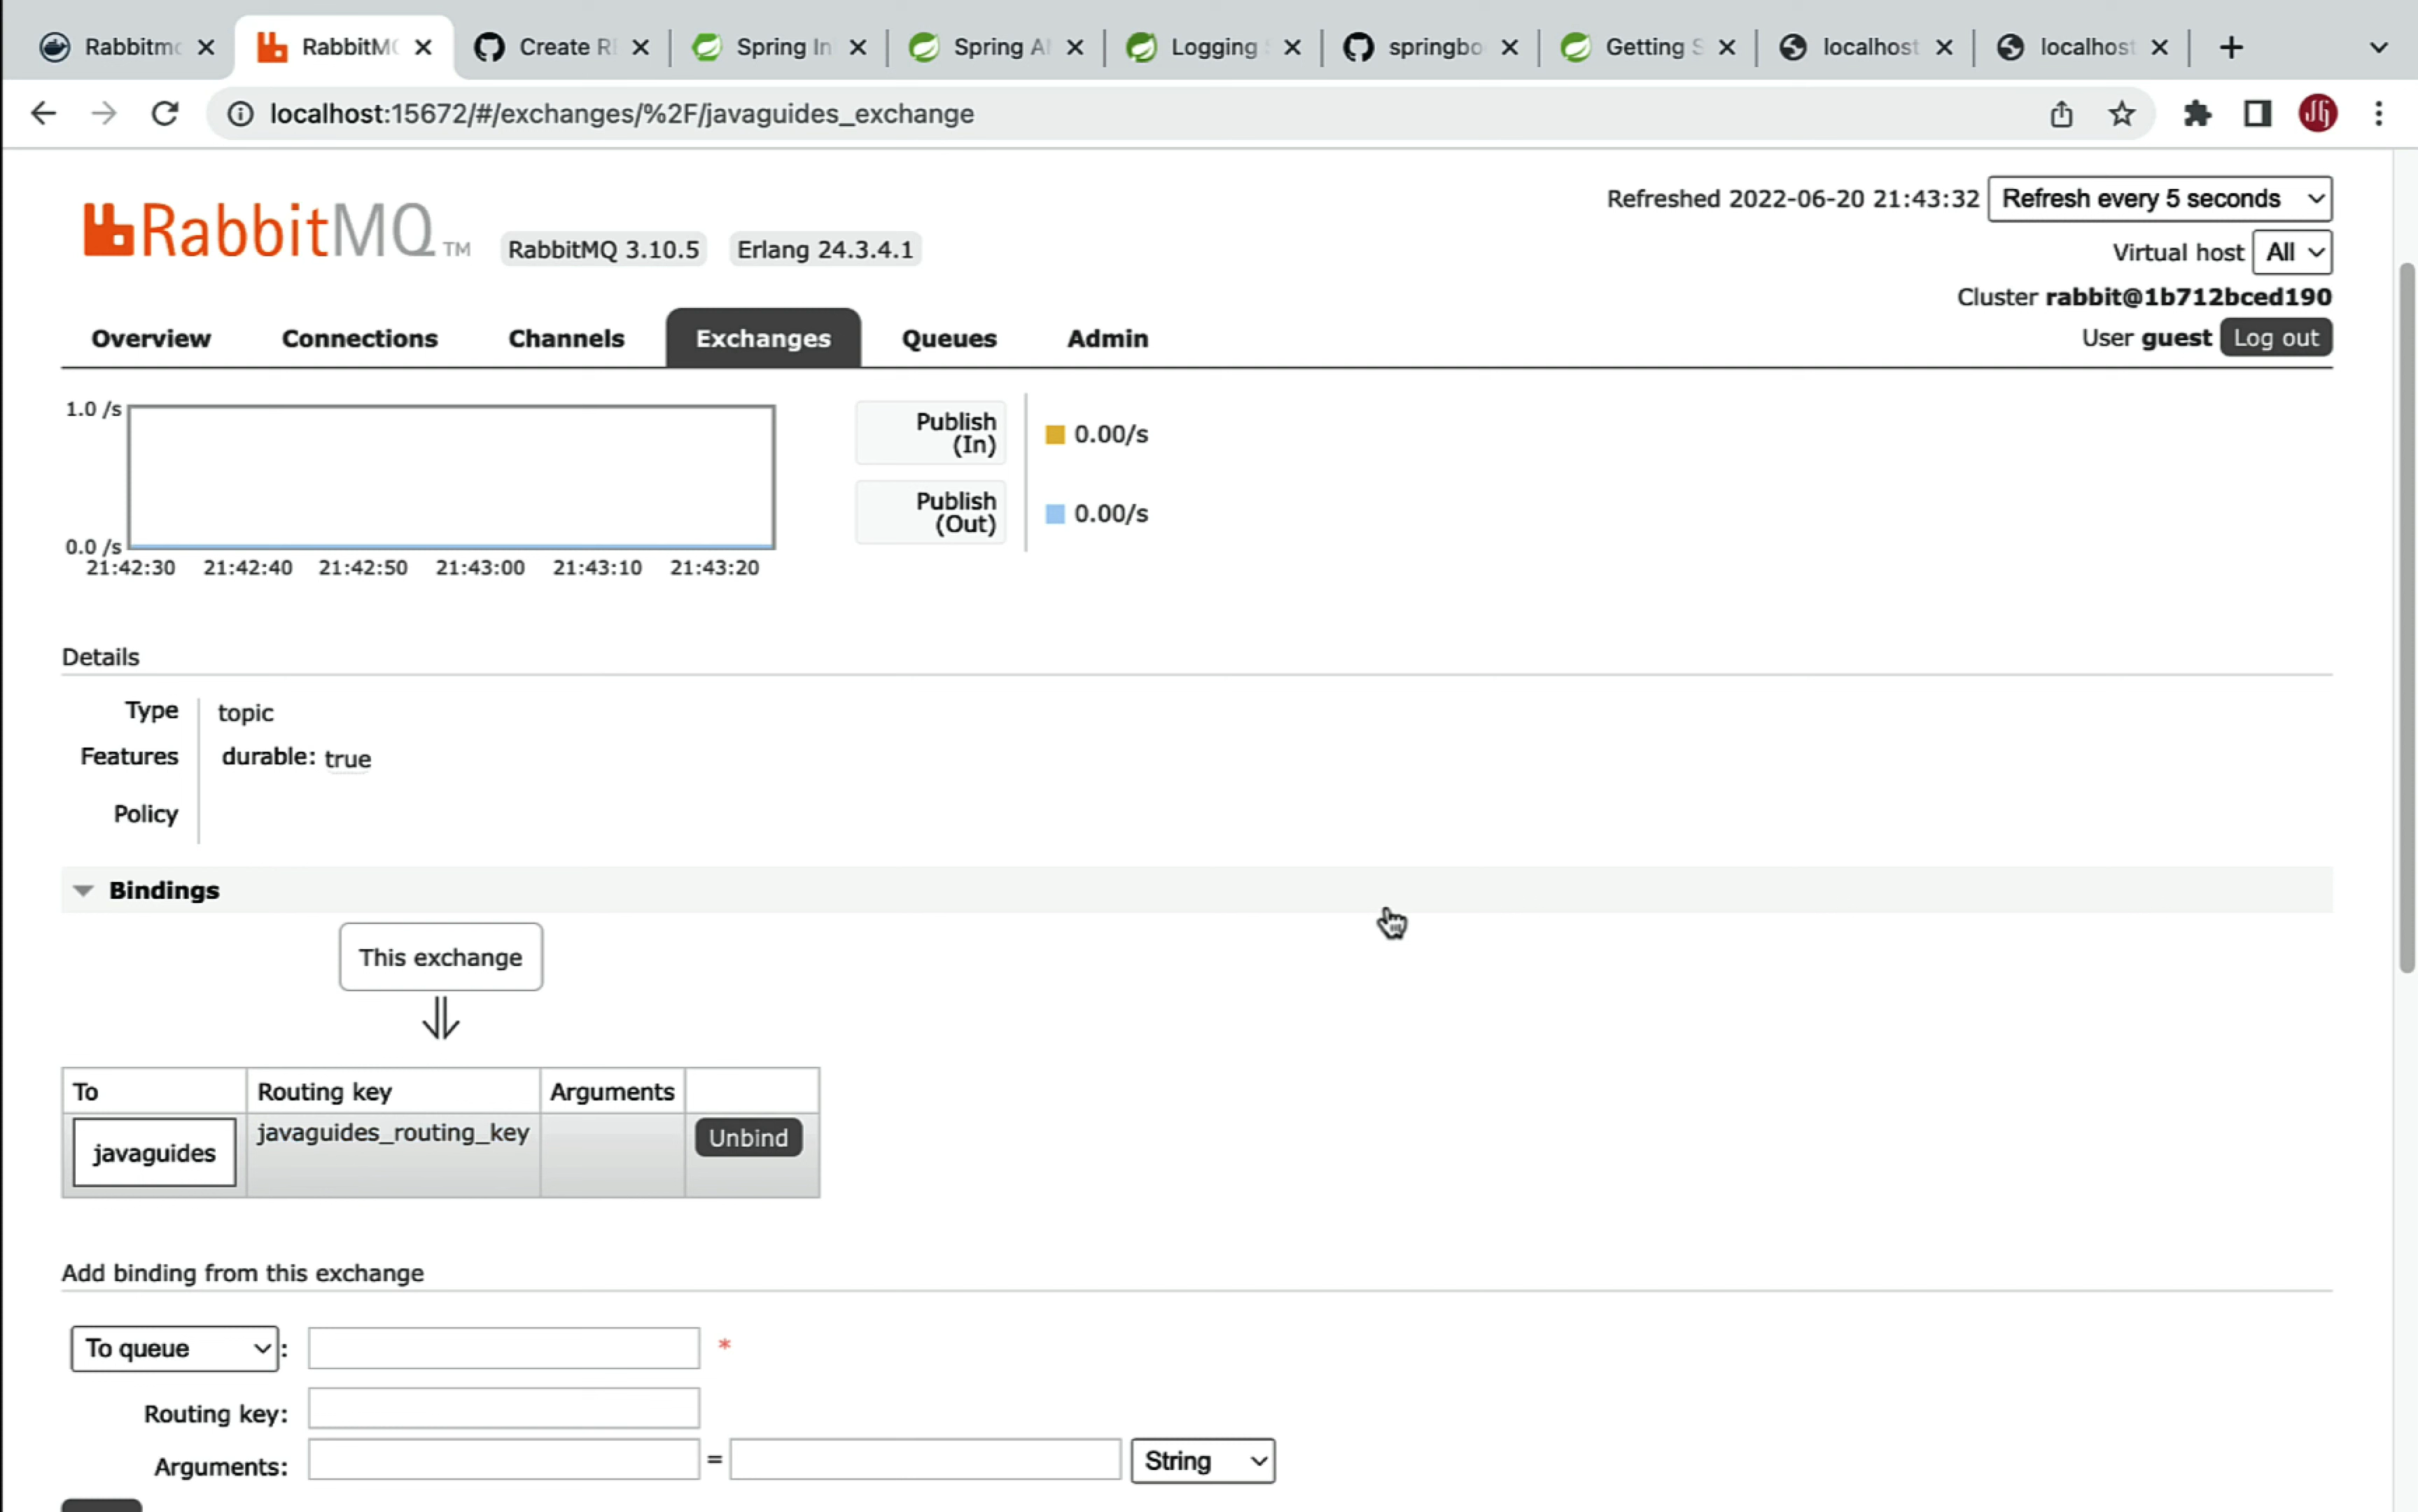 Rabbitmc RabbitM Create R Spring In Spring A Logging springbo Getting S localhost localhost
localhost:15672/#/exchanges/%2F/javaguides_exchange
Refreshed 2022-06-20 21:43:32 Refresh every 5 seconds
RabbitMQ TM RabbitMQ 3.10.5 Erlang 24.3.4.1
Virtual host All
Cluster rabbit@1b712bced190
Overview Connections Channels Exchanges Queues Admin
User guest Log out
1.0 /s
0.0 /s
21:42:30 21:42:40 21:42:50 21:43:00 21:43:10 21:43:20
Publish
(In)
0.00/s
Publish
(Out)
0.00/s
Details
Type topic
Features durable: true
Policy
Bindings
This exchange
To Routing key Arguments
javaguides javaguides_routing_key Unbind
Add binding from this exchange
To queue : *
Routing key:
Arguments: = String